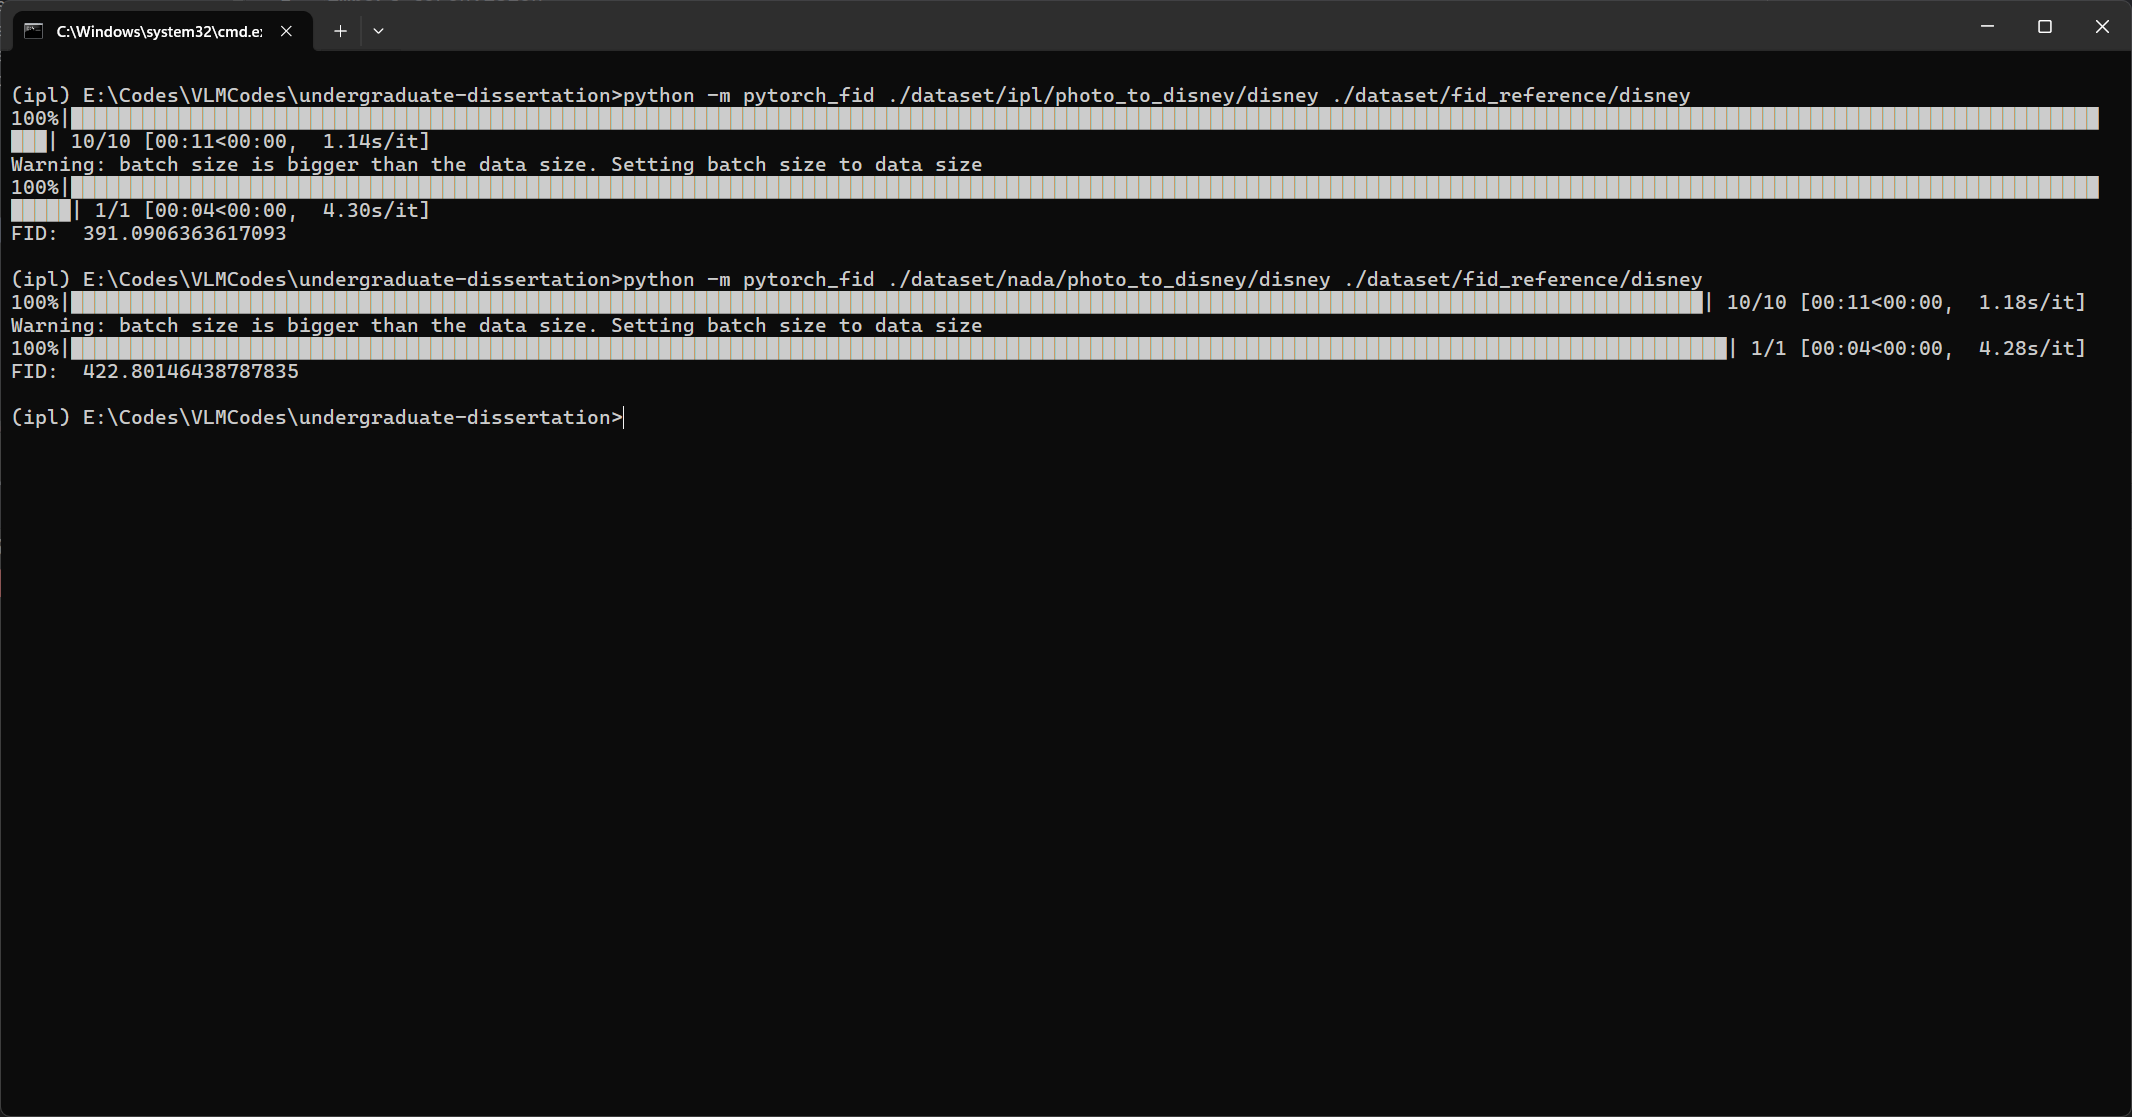 C:\Windows\system32\cmd.e
(ipl) E:\Codes\VLMCodes\undergraduate-dissertation>python -m pytorch_fid ./dataset/ipl/photo_to_disney/disney ./dataset/fid_reference/disney
100%|
| 10/10 [00:11<00:00,  1.14s/it]
Warning: batch size is bigger than the data size. Setting batch size to data size
100%|
| 1/1 [00:04<00:00,  4.30s/it]
FID:  391.0906363617093
(ipl) E:\Codes\VLMCodes\undergraduate-dissertation>python -m pytorch_fid ./dataset/nada/photo_to_disney/disney ./dataset/fid_reference/disney
100%| | 10/10 [00:11<00:00,  1.18s/it]
Warning: batch size is bigger than the data size. Setting batch size to data size
100%| | 1/1 [00:04<00:00,  4.28s/it]
FID:  422.80146438787835
(ipl) E:\Codes\VLMCodes\undergraduate-dissertation>